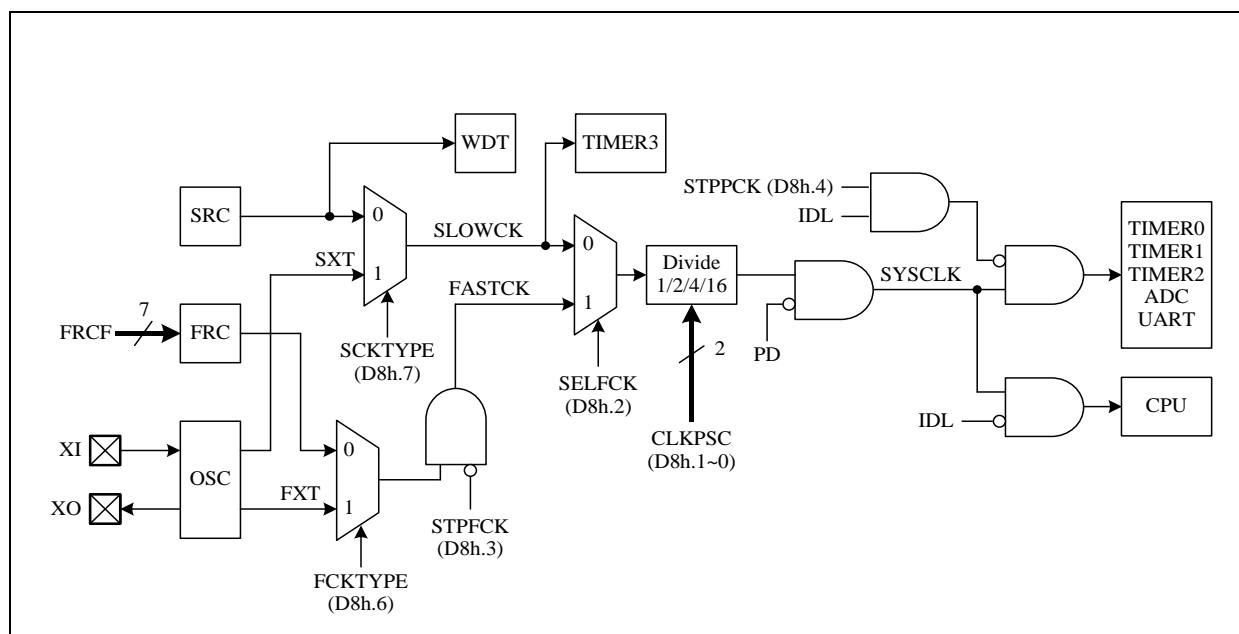 WDT
TIMER3
STPPCK (D8h.4)
IDL
SRC
0
SLOWCK
0
SXT
1
FASTCK
1
Divide
1/2/4/16
SYSCLK
TIMER0
TIMER1
TIMER2
ADC
UART
FRCF
7
FRC
SCKTYPE
(D8h.7)
SELFCK
(D8h.2)
2
PD
CLKPSC
(D8h.1~0)
IDL
CPU
XI
XO
OSC
0
FXT
1
STPFCK
(D8h.3)
FCKTYPE
(D8h.6)